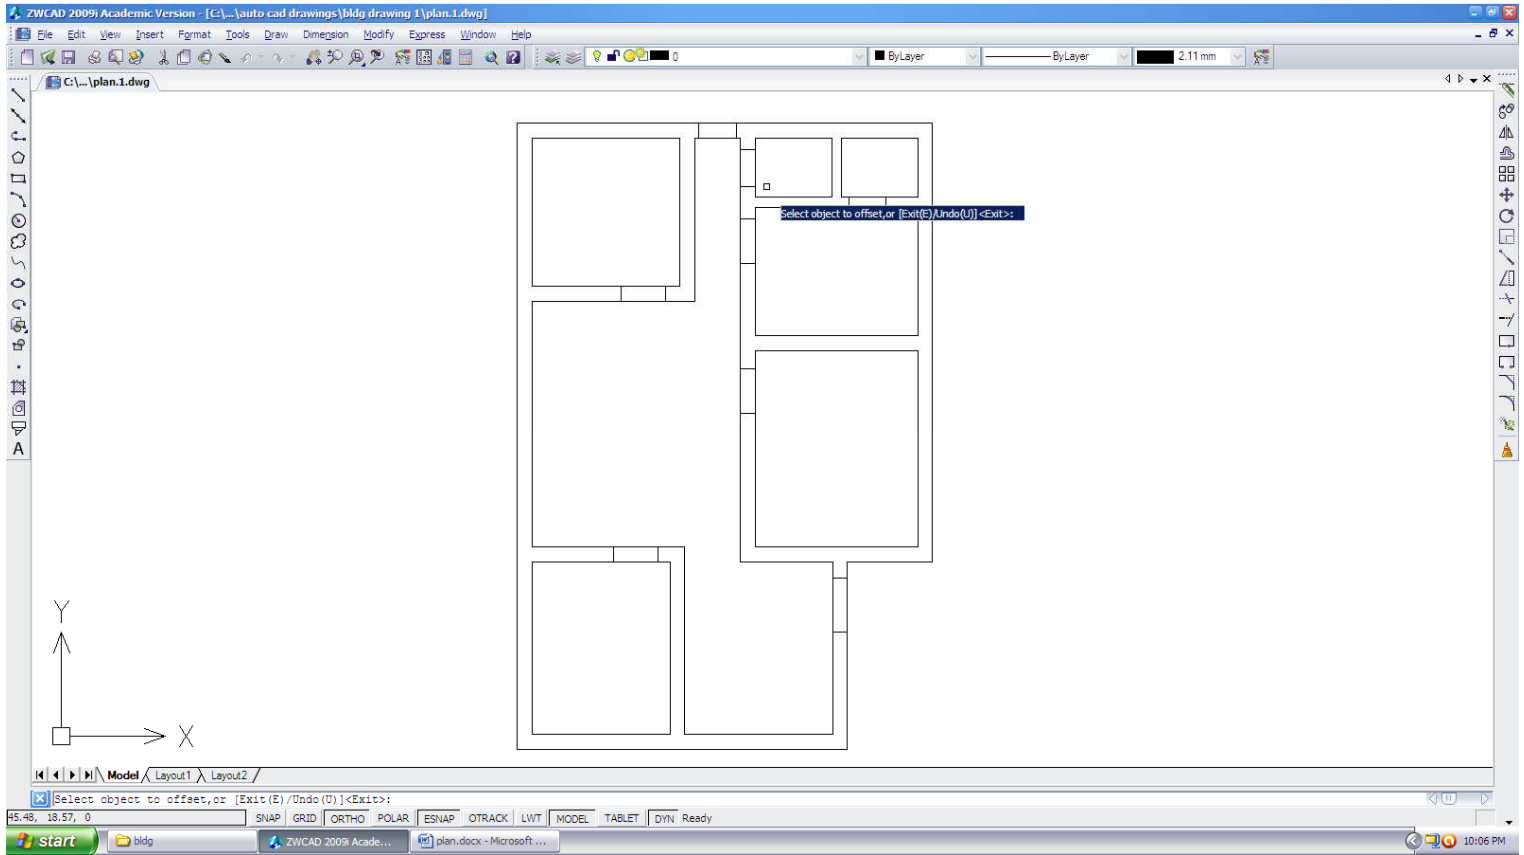 ZWCAD 2009i Academic Version - [C:\...\auto cad drawings\bldg drawing 1\plan.1.dwg]
File Edit View Insert Format Tools Draw Dimension Modify Express Window Help
0 ByLayer ByLayer 2.11 mm
C:\...\plan.1.dwg
A
Select object to offset,or [Exit(E)/Undo(U)]<Exit>:
Y
X
Model Layout1 Layout2
Select object to offset,or [Exit(E)/Undo(U)]<Exit>:
45.48, 18.57, 0 SNAP GRID ORTHO POLAR ESNAP OTRACK LWT MODEL TABLET DYN Ready
start bldg ZWCAD 2009i Acade... plan.docx - Microsoft ... 10:06 PM